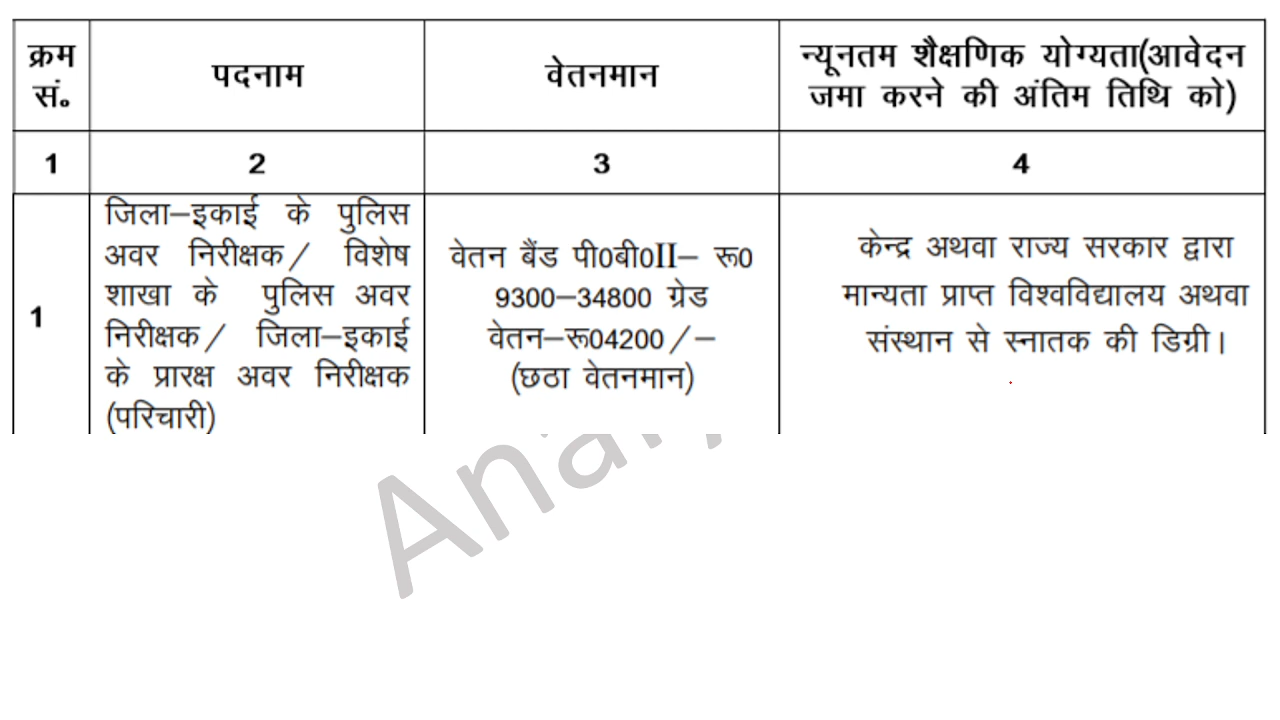 क्रम सं॰
पदनाम
वेतनमान
न्यूनतम शैक्षणिक योग्यता(आवेदन
जमा करने की अंतिम तिथि को)
1
2
3
4
1
जिला–इकाई के पुलिस
अवर निरीक्षक/ विशेष
शाखा के पुलिस अवर
निरीक्षक/ जिला–इकाई
के प्रारक्ष अवर निरीक्षक
(परिचारी)
वेतन बैंड पी0बी0II– रू0
9300–34800 ग्रेड
वेतन–रू04200/–
(छठा वेतनमान)
केन्द्र अथवा राज्य सरकार द्वारा
मान्यता प्राप्त विश्वविद्यालय अथवा
संस्थान से स्नातक की डिग्री।